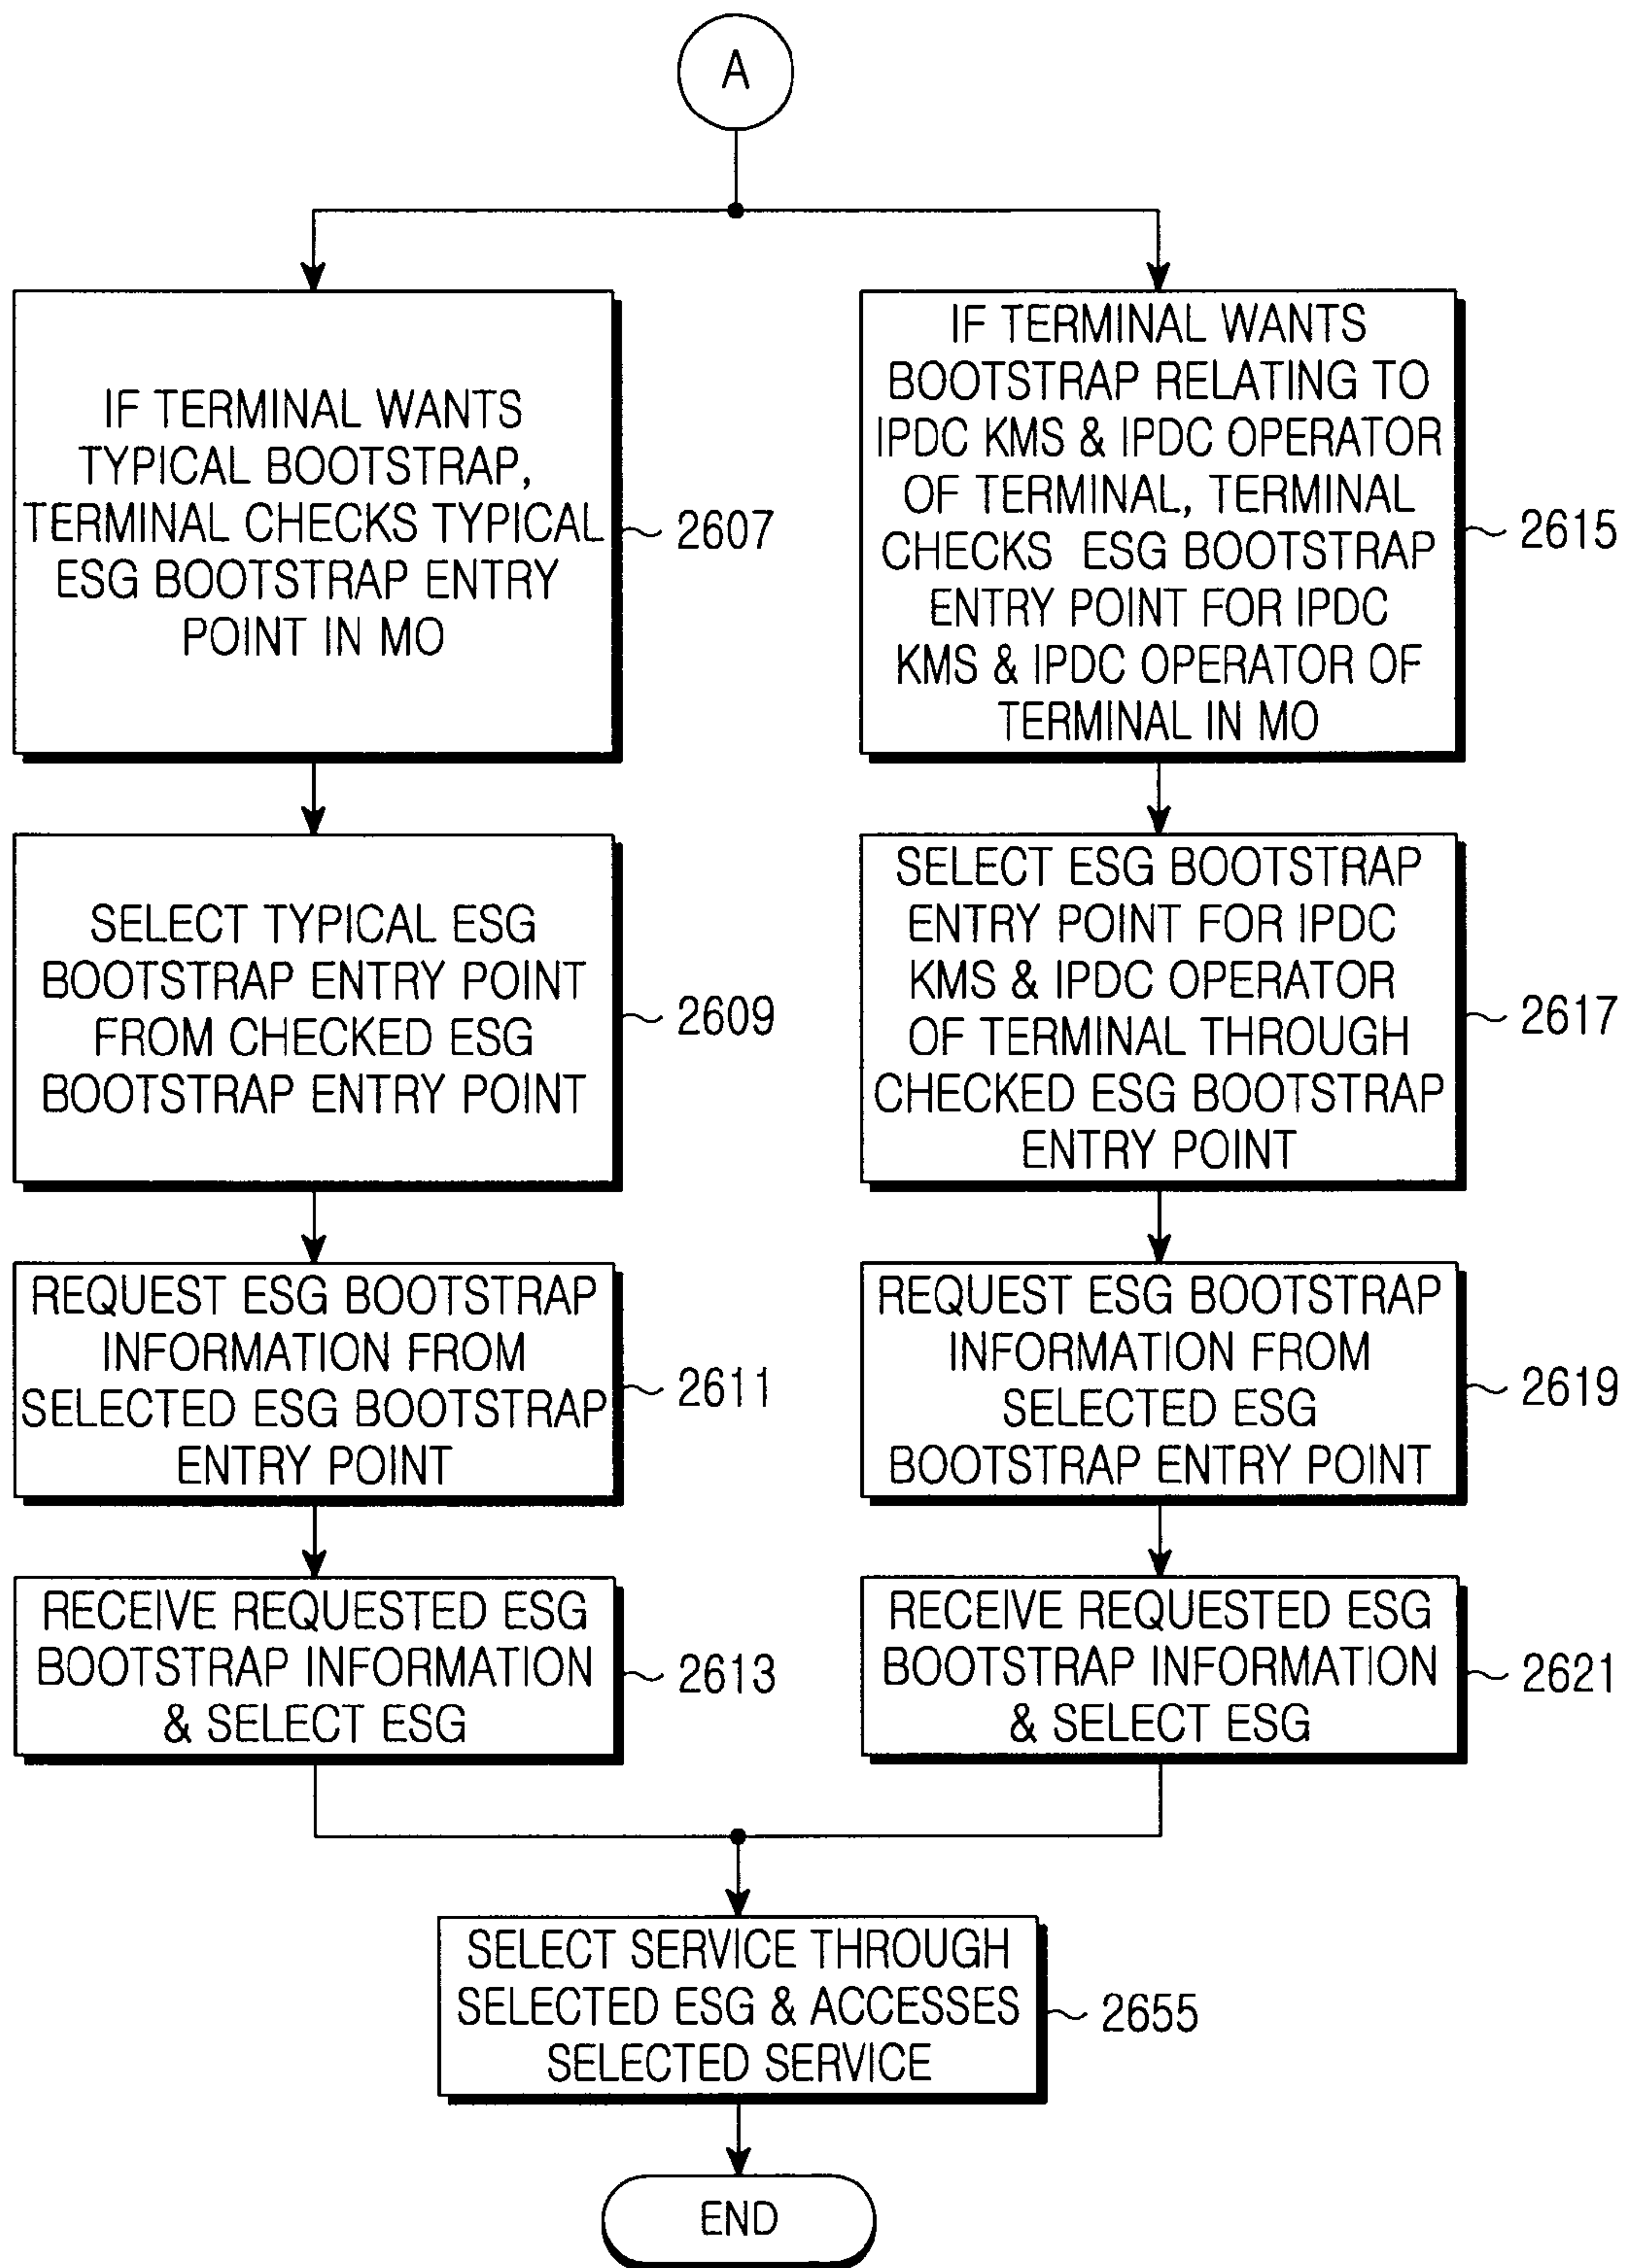 A
IF TERMINAL WANTS
TYPICAL BOOTSTRAP,
TERMINAL CHECKS TYPICAL
ESG BOOTSTRAP ENTRY
POINT IN MO
2607
IF TERMINAL WANTS
BOOTSTRAP RELATING TO
IPDC KMS & IPDC OPERATOR
OF TERMINAL, TERMINAL
CHECKS ESG BOOTSTRAP
ENTRY POINT FOR IPDC
KMS & IPDC OPERATOR OF
TERMINAL IN MO
2615
SELECT TYPICAL ESG
BOOTSTRAP ENTRY POINT
FROM CHECKED ESG
BOOTSTRAP ENTRY POINT
2609
SELECT ESG BOOTSTRAP
ENTRY POINT FOR IPDC
KMS & IPDC OPERATOR
OF TERMINAL THROUGH
CHECKED ESG BOOTSTRAP
ENTRY POINT
2617
REQUEST ESG BOOTSTRAP
INFORMATION FROM
SELECTED ESG BOOTSTRAP
ENTRY POINT
2611
REQUEST ESG BOOTSTRAP
INFORMATION FROM
SELECTED ESG
BOOTSTRAP ENTRY POINT
2619
RECEIVE REQUESTED ESG
BOOTSTRAP INFORMATION
& SELECT ESG
2613
RECEIVE REQUESTED ESG
BOOTSTRAP INFORMATION
& SELECT ESG
2621
SELECT SERVICE THROUGH
SELECTED ESG & ACCESSES
SELECTED SERVICE
2655
END